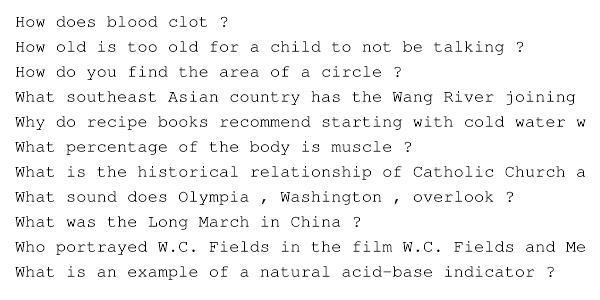 How does blood clot ?
How old is too old for a child to not be talking ?
How do you find the area of a circle ?
What southeast Asian country has the Wang River joining
Why do recipe books recommend starting with cold water w
What percentage of the body is muscle ?
What is the historical relationship of Catholic Church a
What sound does Olympia , Washington , overlook ?
What was the Long March in China ?
Who portrayed W.C. Fields in the film W.C. Fields and Me
What is an example of a natural acid-base indicator ?